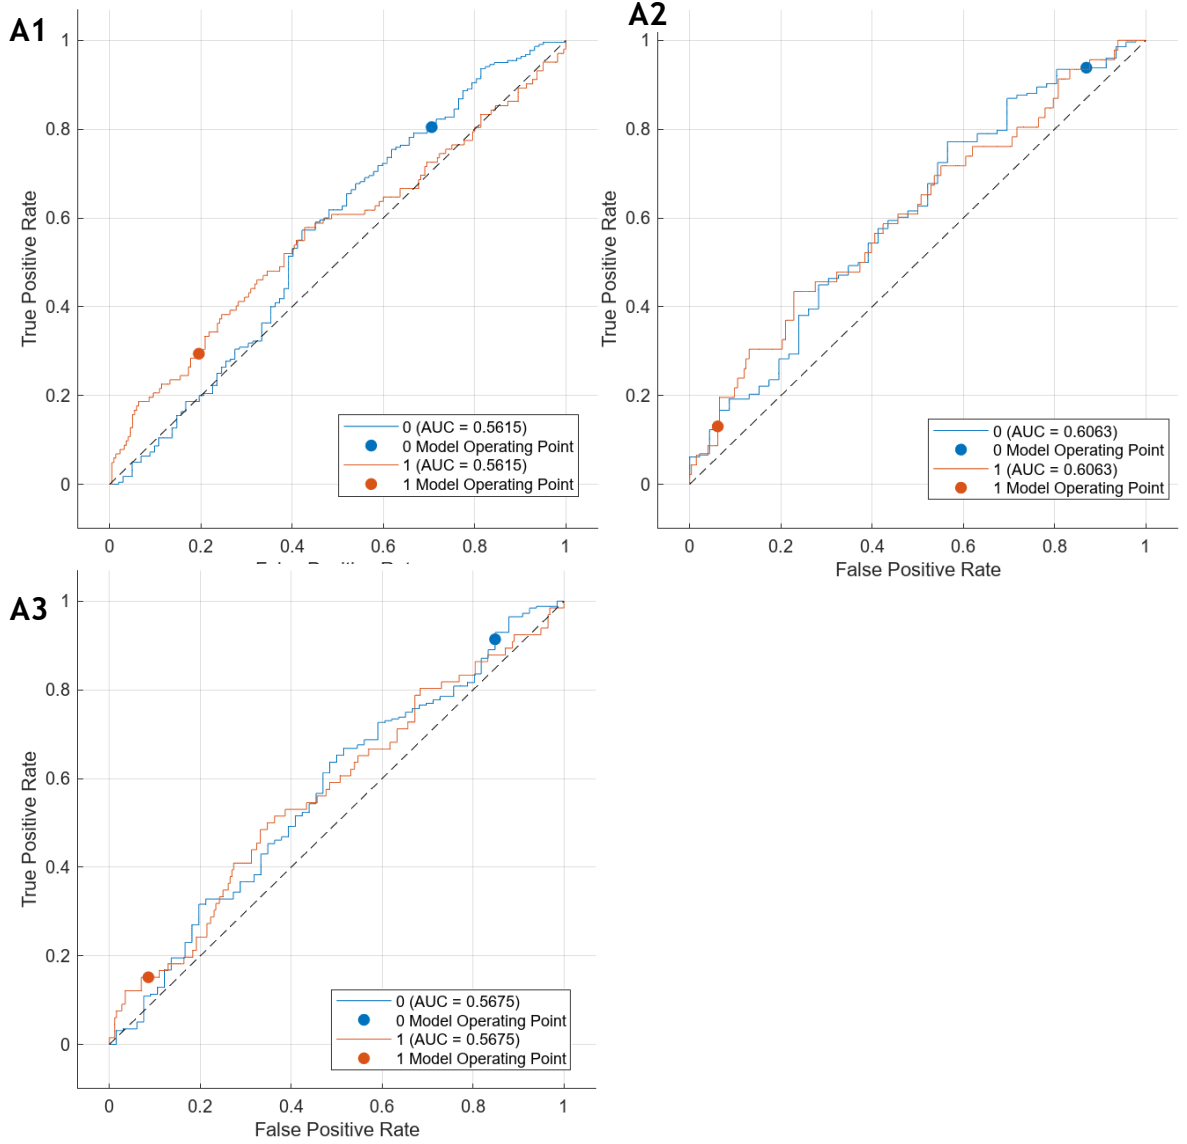 A1
1
0.8
0.6
0.4
0.2
0
True Positive Rate
0 (AUC = 0.5615)
0 Model Operating Point
1 (AUC = 0.5615)
1 Model Operating Point
0 0.2 0.4 0.6 0.8 1
False Positive Rate
A2
1
0.8
0.6
0.4
0.2
0
True Positive Rate
0 (AUC = 0.6063)
0 Model Operating Point
1 (AUC = 0.6063)
1 Model Operating Point
0 0.2 0.4 0.6 0.8 1
False Positive Rate
A3
1
0.8
0.6
0.4
0.2
0
True Positive Rate
0 (AUC = 0.5675)
0 Model Operating Point
1 (AUC = 0.5675)
1 Model Operating Point
0 0.2 0.4 0.6 0.8 1
False Positive Rate